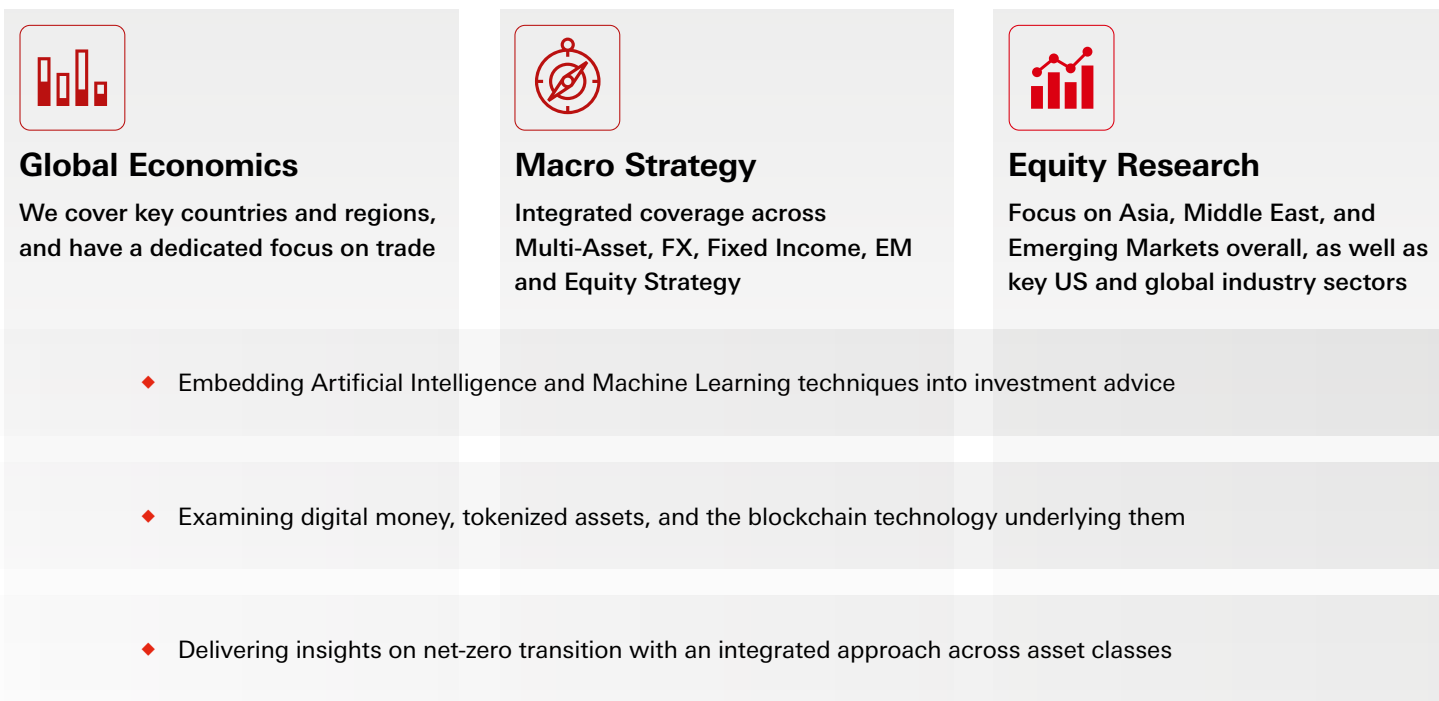 Global Economics
We cover key countries and regions,
and have a dedicated focus on trade
Macro Strategy
Integrated coverage across
Multi-Asset, FX, Fixed Income, EM
and Equity Strategy
Equity Research
Focus on Asia, Middle East, and
Emerging Markets overall, as well as
key US and global industry sectors
Embedding Artificial Intelligence and Machine Learning techniques into investment advice
Examining digital money, tokenized assets, and the blockchain technology underlying them
Delivering insights on net-zero transition with an integrated approach across asset classes